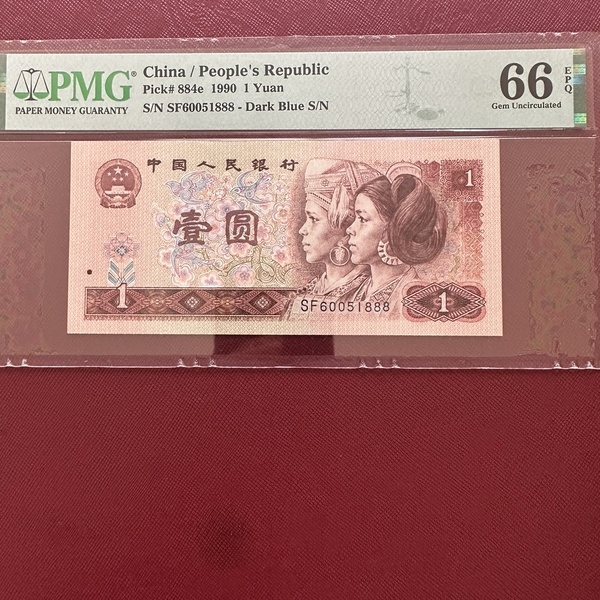 PMG®
PAPER MONEY GUARANTY
China / People's Republic
Pick# 884e 1990 1 Yuan
S/N SF60051888 - Dark Blue S/N
66 EPQ
Gem Uncirculated
中国人民银行
1
壹圆
1
SF60051888
1